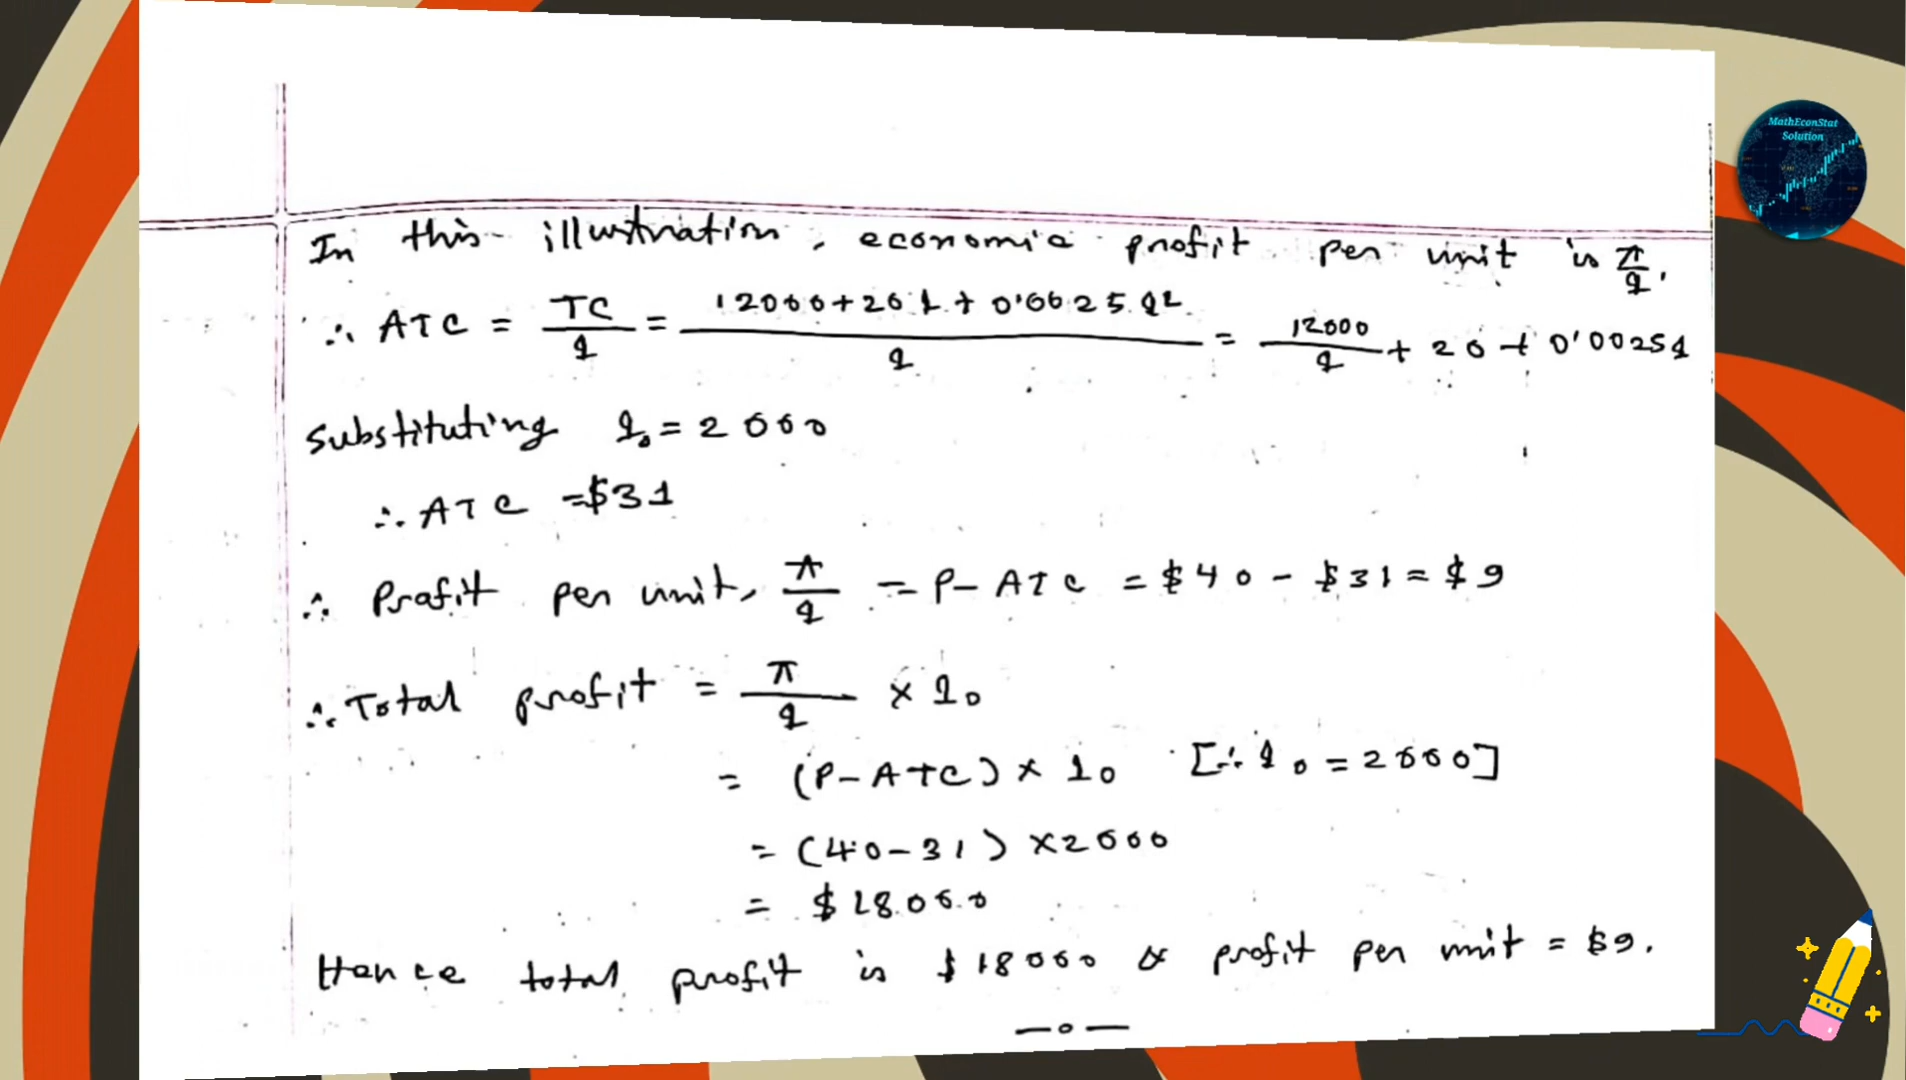 MathEconStat
Solution
In this illustration, economic profit per unit is π/q.
∴ ATC = TC/q = 12000+20q+0.0025q²/q = 12000/q + 20 + 0.0025q
Substituting q₀ = 2000
∴ ATC = $31
∴ Profit per unit, π/q = P - ATC = $40 - $31 = $9
∴ Total profit = π/q × q₀
= (P-ATC) × q₀ [∴ q₀ = 2000]
= (40-31) × 2000
= $18000
Hence total profit is $18000 & profit per unit = $9.
—o—